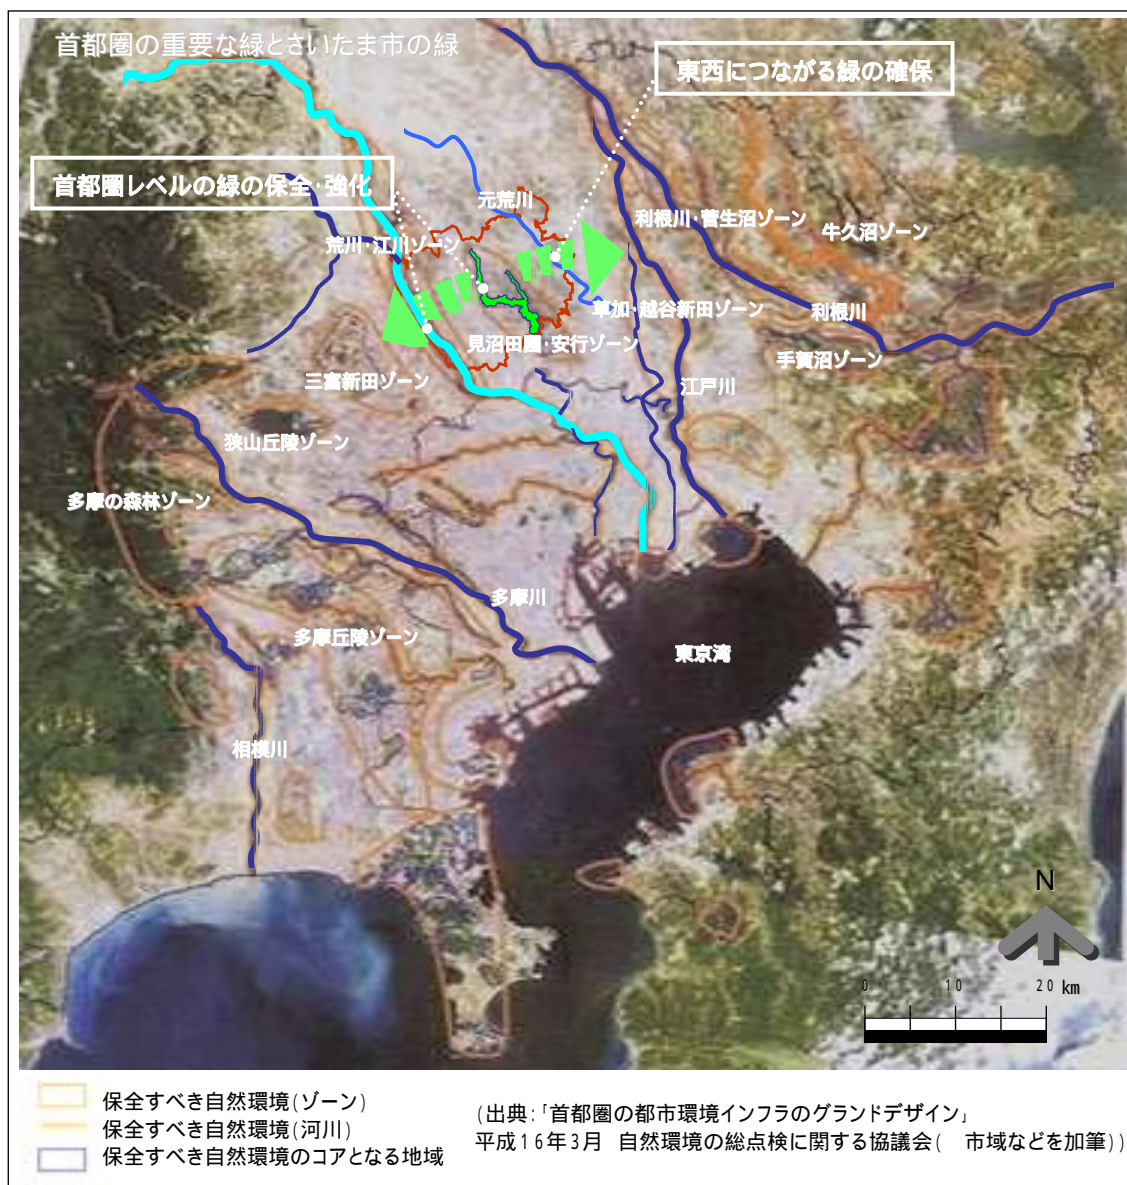 首都圏の重要な緑とさいたま市の緑
東西につながる緑の確保
首都圏レベルの緑の保全・強化
元荒川
利根川・菅生沼ゾーン
牛久沼ゾーン
荒川・江川ゾーン
草加・越谷新田ゾーン
利根川
見沼田圃・安行ゾーン
手賀沼ゾーン
三富新田ゾーン
江戸川
狭山丘陵ゾーン
多摩の森林ゾーン
多摩川
多摩丘陵ゾーン
東京湾
相模川
N
0 10 20 km
保全すべき自然環境(ゾーン)
保全すべき自然環境(河川)
保全すべき自然環境のコアとなる地域
(出典:「首都圏の都市環境インフラのグランドデザイン」
平成16年3月 自然環境の総点検に関する協議会( 市域などを加筆))